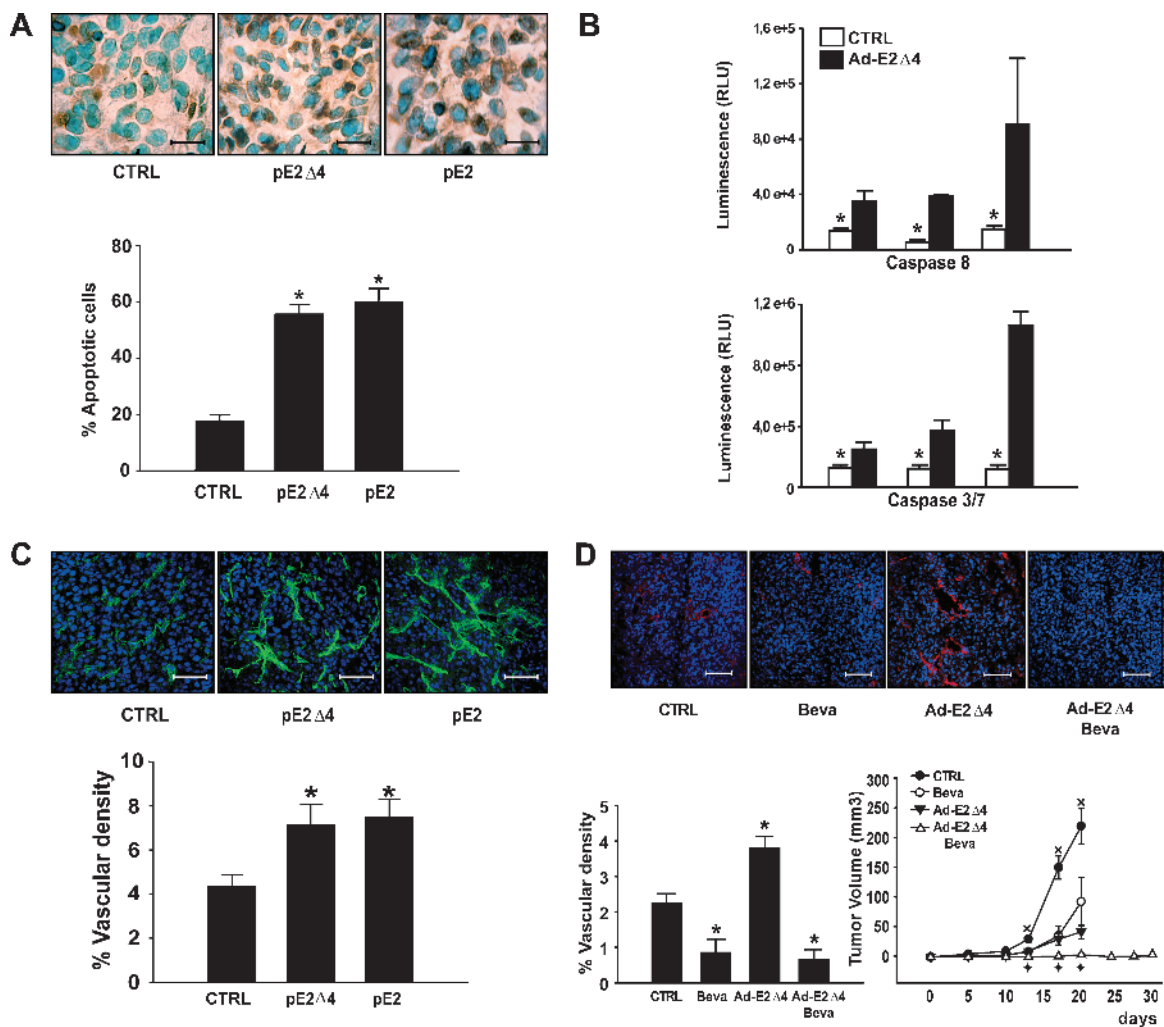 A
CTRL
pE2Δ4
pE2
% Apoptotic cells
80
60
40
20
0
*
*
CTRL
pE2Δ4
pE2
B
Luminescence (RLU)
1,6 e+5
1,2 e+5
8,0 e+4
4,0 e+4
0
CTRL
Ad-E2Δ4
*
*
*
Caspase 8
Luminescence (RLU)
1,2 e+6
8,0 e+5
4,0 e+5
0
*
*
*
Caspase 3/7
C
CTRL
pE2Δ4
pE2
% Vascular density
10
8
6
4
2
0
*
*
CTRL
pE2Δ4
pE2
D
CTRL
Beva
Ad-E2Δ4
Ad-E2Δ4
Beva
% Vascular density
5
4
3
2
1
0
*
*
*
CTRL
Beva
Ad-E2Δ4
Ad-E2Δ4
Beva
Tumor Volume (mm3)
300
250
200
150
100
50
0
CTRL
Beva
Ad-E2Δ4
Ad-E2Δ4
Beva
×
×
×
+
+
+
0 5 10 15 20 25 30
days